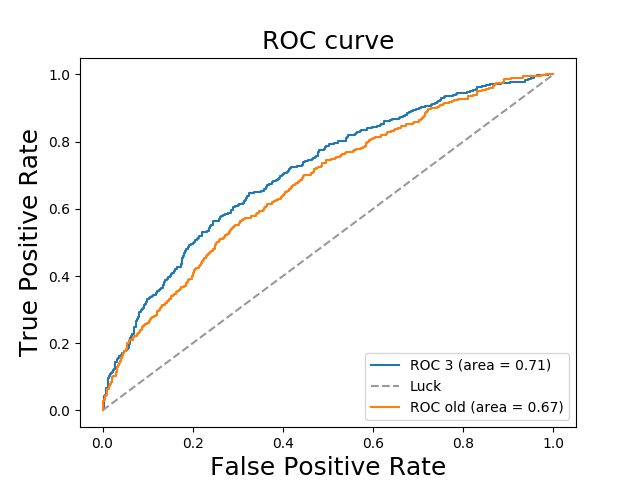 ROC curve
True Positive Rate
1.0
0.8
0.6
0.4
0.2
0.0
ROC 3 (area = 0.71)
Luck
ROC old (area = 0.67)
0.0 0.2 0.4 0.6 0.8 1.0
False Positive Rate